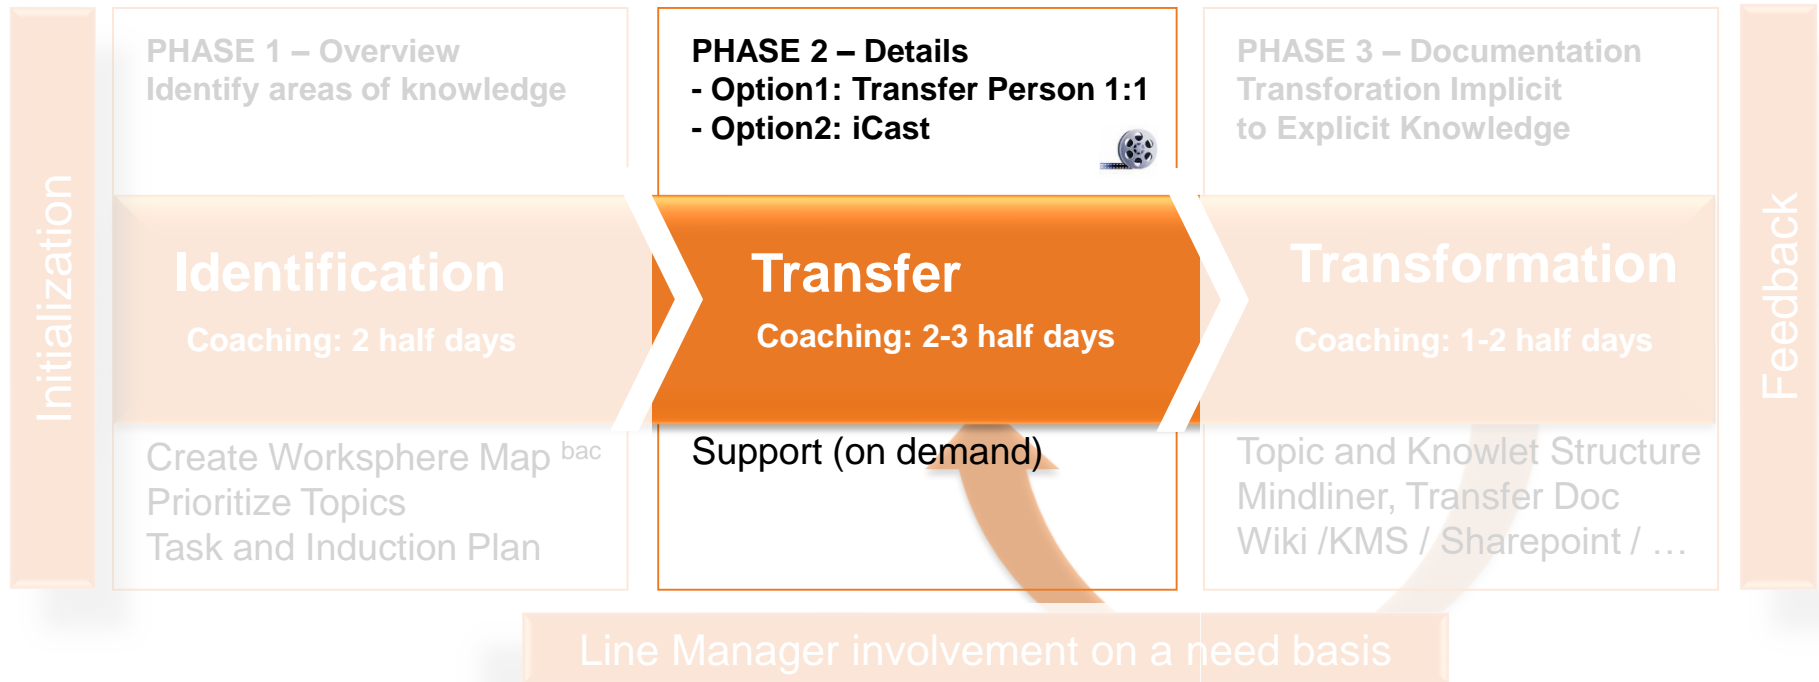 Initialization
PHASE 1 – Overview
Identify areas of knowledge
Identification
Coaching: 2 half days
Create Worksphere Map bac
Prioritize Topics
Task and Induction Plan
PHASE 2 – Details
- Option1: Transfer Person 1:1
- Option2: iCast
Transfer
Coaching: 2-3 half days
Support (on demand)
PHASE 3 – Documentation
Transforation Implicit
to Explicit Knowledge
Transformation
Coaching: 1-2 half days
Topic and Knowlet Structure
Mindliner, Transfer Doc
Wiki /KMS / Sharepoint / …
Feedback
Line Manager involvement on a need basis